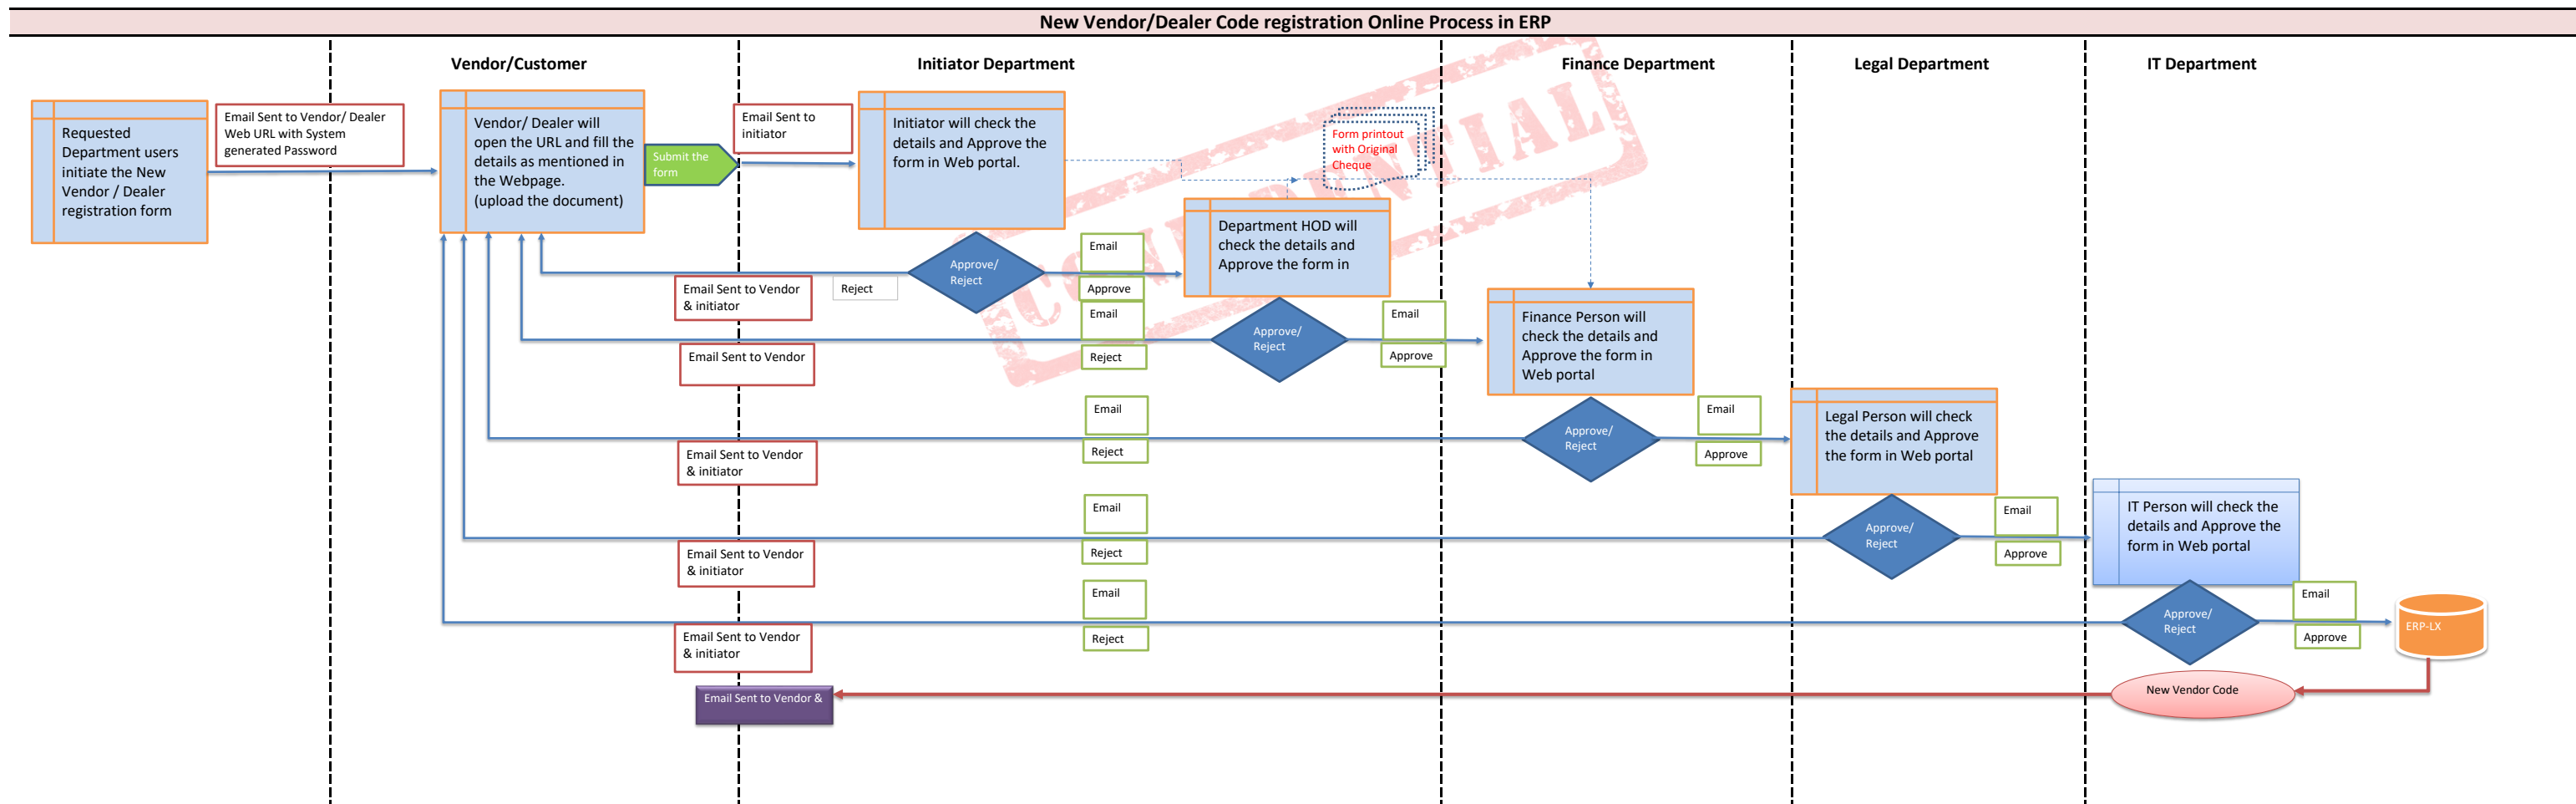 New Vendor/Dealer Code registration Online Process in ERP
Vendor/Customer
Initiator Department
Finance Department
Legal Department
IT Department
Requested
Department users
initiate the New
Vendor / Dealer
registration form
Email Sent to Vendor/ Dealer
Web URL with System
generated Password
Vendor/ Dealer will
open the URL and fill the
details as mentioned in
the Webpage.
(upload the document)
Submit the
form
Email Sent to
initiator
Initiator will check the
details and Approve the
form in Web portal.
Form printout
with Original
Cheque
CONFIDENTIAL
Department HOD will
check the details and
Approve the form in
Approve/
Reject
Email
Approve
Reject
Email Sent to Vendor
& initiator
Finance Person will
check the details and
Approve the form in
Web portal
Approve/
Reject
Email
Approve
Email
Reject
Email Sent to Vendor
Legal Person will check
the details and Approve
the form in Web portal
Approve/
Reject
Email
Approve
Email
Reject
Email Sent to Vendor
& initiator
IT Person will check the
details and Approve the
form in Web portal
Approve/
Reject
Email
Approve
Email
Reject
Email Sent to Vendor
& initiator
Approve/
Reject
Email
Approve
Email
Reject
Email Sent to Vendor
& initiator
ERP-LX
New Vendor Code
Email Sent to Vendor &